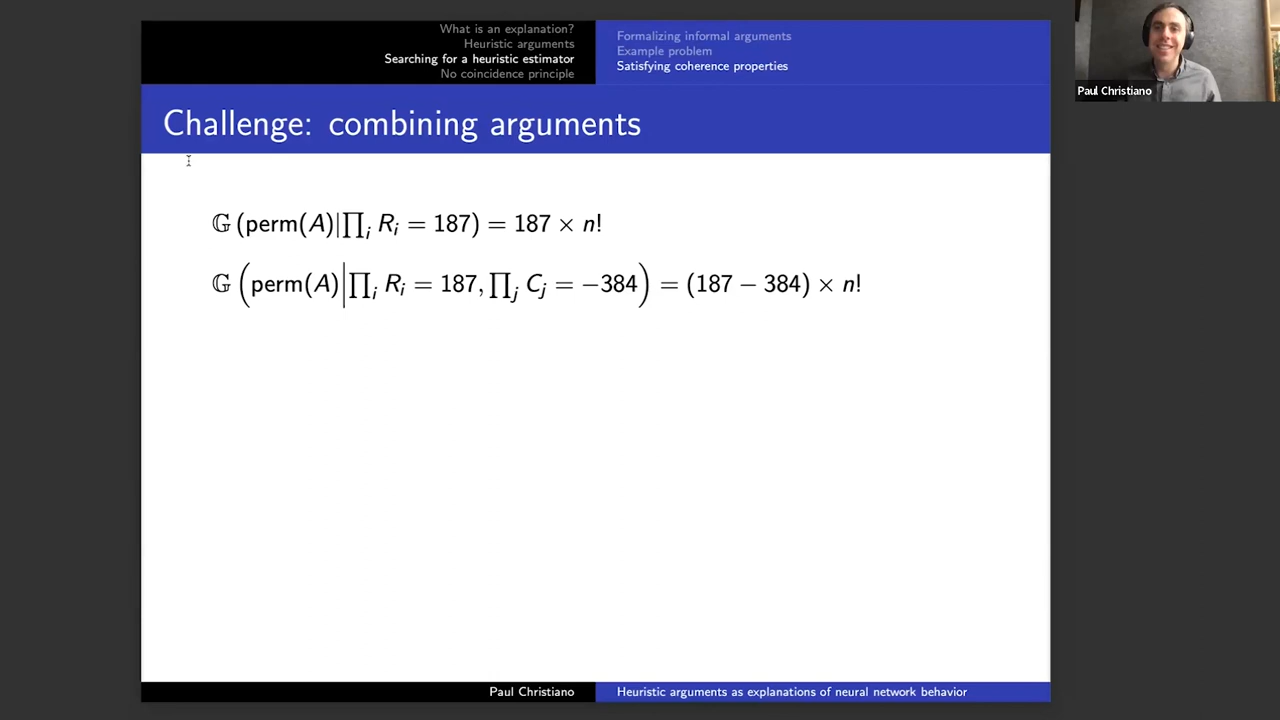 What is an explanation?
Heuristic arguments
Searching for a heuristic estimator
No coincidence principle
Formalizing informal arguments
Example problem
Satisfying coherence properties
Paul Christiano
Challenge: combining arguments
𝔾 (perm(A)|∏ᵢ Rᵢ = 187) = 187 × n!
𝔾 (perm(A)|∏ᵢ Rᵢ = 187, ∏ⱼ Cⱼ = −384) = (187 − 384) × n!
Paul Christiano
Heuristic arguments as explanations of neural network behavior